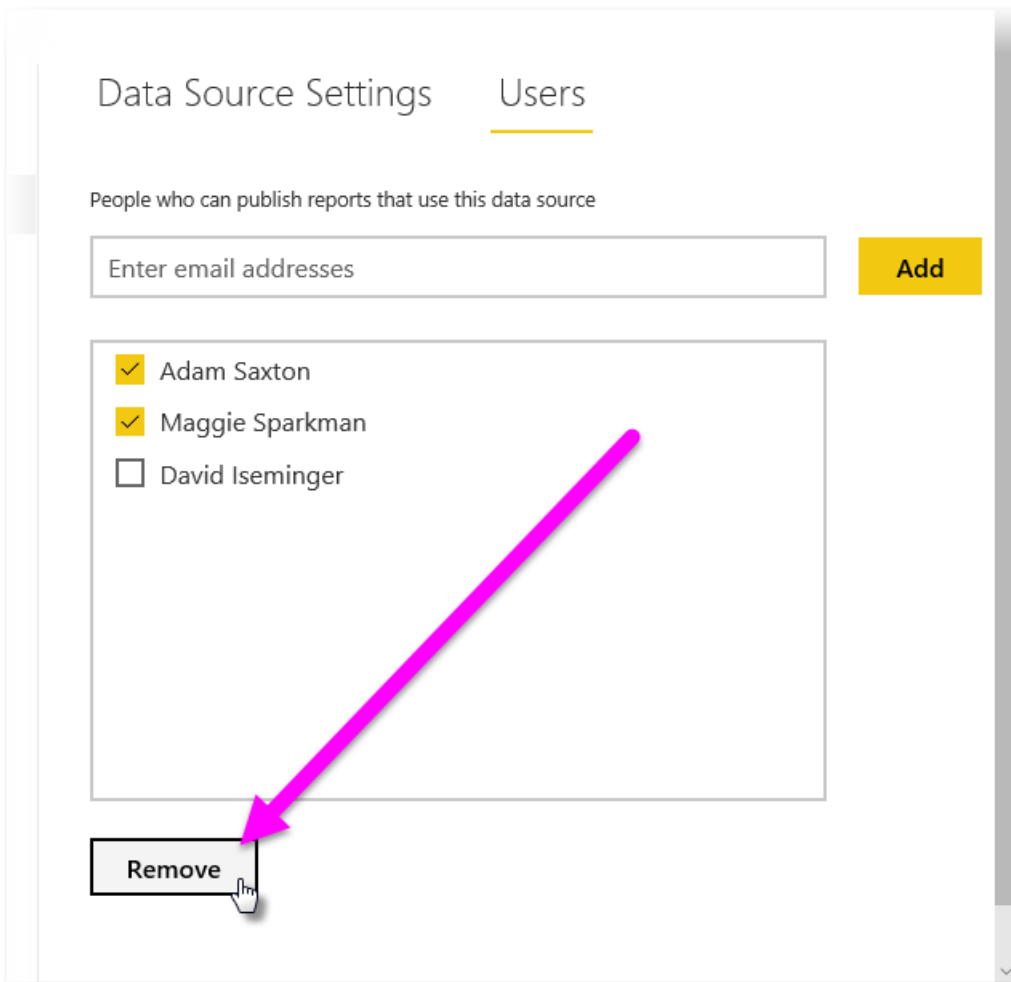 Data Source Settings Users
People who can publish reports that use this data source
Enter email addresses Add
Adam Saxton
Maggie Sparkman
David Iseminger
Remove